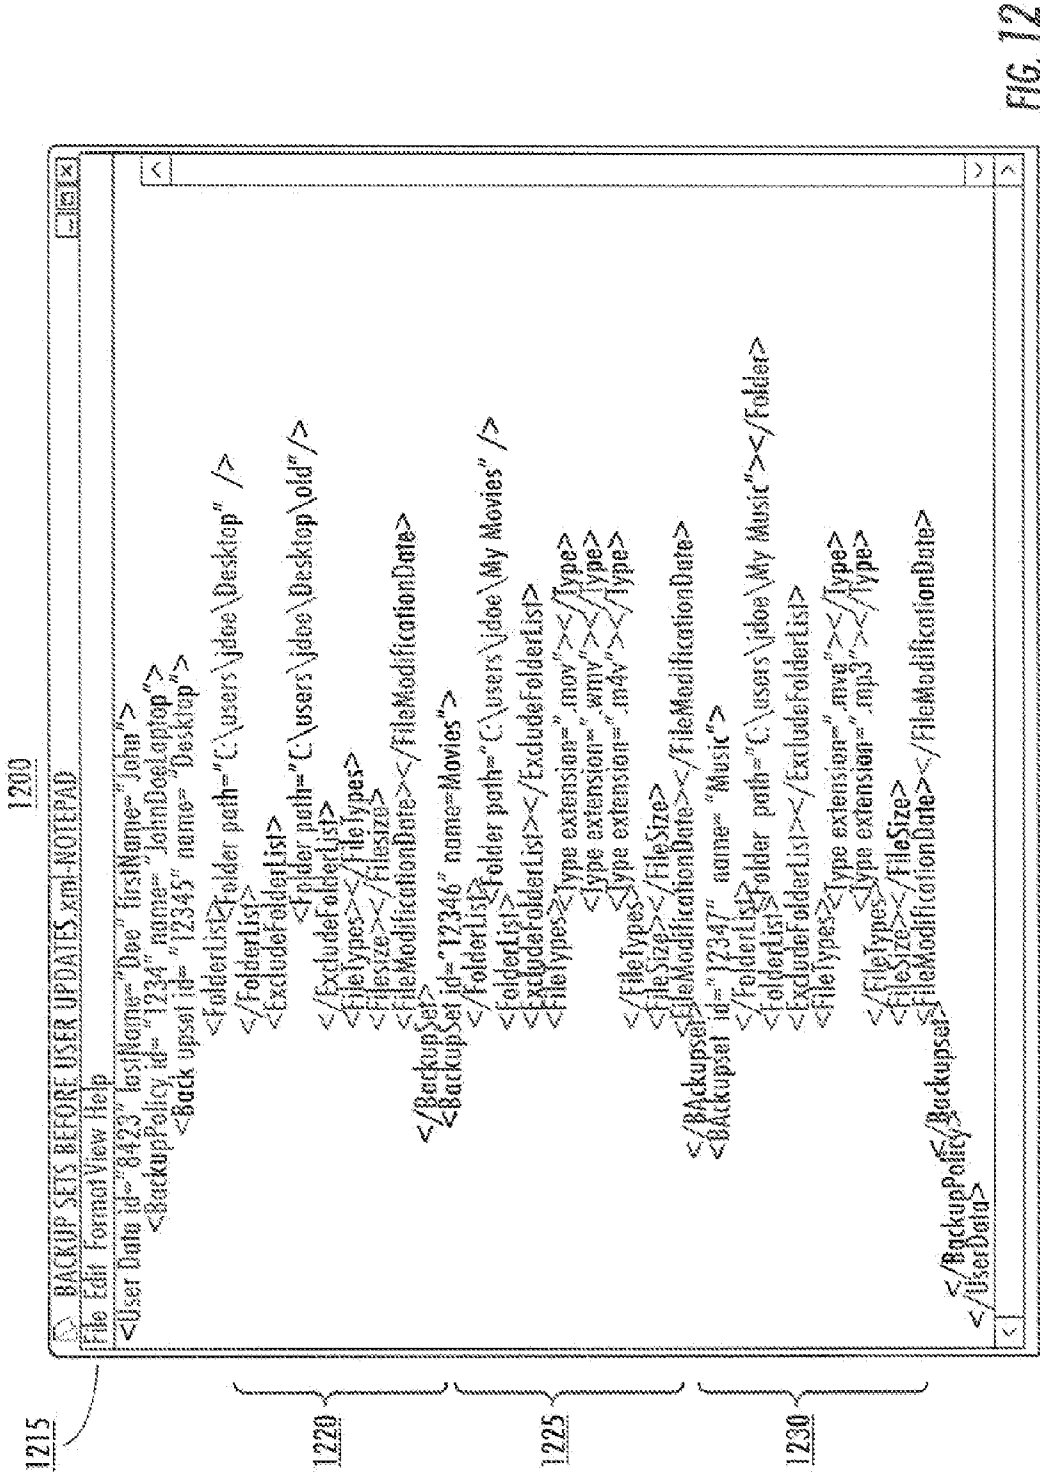 1200
1215
BACKUP SETS BEFORE USER UPDATES xm-NOTEPAD
File Edit Format View Help
<User Data id="8423" lastName="Doe" firstName="John">
<BackupPolicy id="1234" name="JohnDoeLaptop">
<Back upset id= "12345" name="Desktop">
<FolderList>
<Folder path="C:\users\jdoe\Desktop" />
</FolderList>
<ExcludeFolderList>
<Folder path="C:\users\jdoe\Desktop\old"/>
</ExcludeFolderList>
<FileTypes></FileTypes>
<Filesize></Filesize>
<FileModificationDate></FileModificationDate>
</BackupSet>
1220
<BackupSet id="12346" name=Movies">
</FolderList>
<Folder path="C:\users\jdoe\My Movies" />
<FolderList>
<ExcludeFolderList></ExcludeFolderList>
<FileTypes>
<Type extension=".mov"></Type>
<Type extension=".wmv"></Type>
<Type extension=".m4v"></Type>
</FileTypes>
<FileSize></FileSize>
<FileModificationDate></FileModificationDate>
</BAckupset>
1225
<BAckupset id="12347" name= "Music">
</FolderList>
<Folder path="C:\users\jdoe\My Music"></Folder>
<FolderList>
<ExcludeFolderList></ExcludeFolderList>
<FileTypes>
<Type extension=".mvg"></Type>
<Type extension=".mp3"></Type>
</FileTypes>
<FileSize></FileSize>
<FileModificationDate></FileModificationDate>
</Backupset>
1230
</BackupPolicy>
</UserData>
FIG. 12